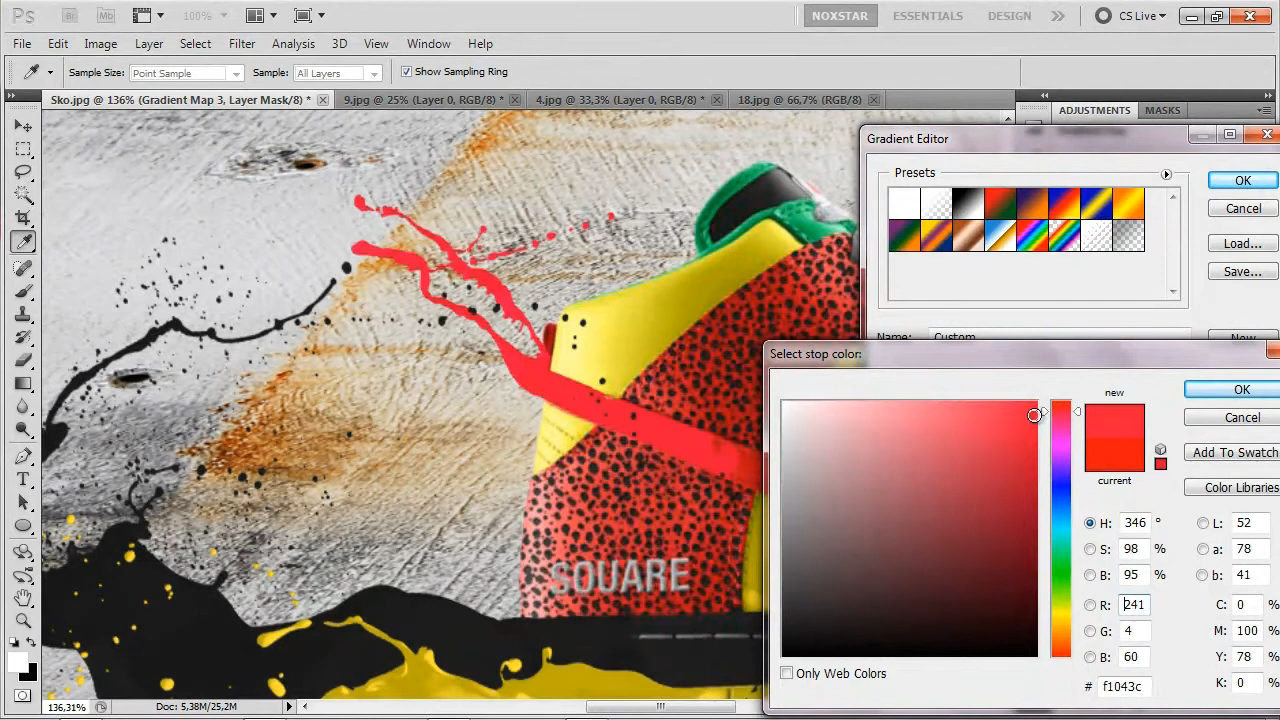 Ps Br Mb 100% NOXSTAR ESSENTIALS DESIGN CS Live
File Edit Image Layer Select Filter Analysis 3D View Window Help
Sample Size: Point Sample Sample: All Layers Show Sampling Ring
Sko.jpg @ 136% (Gradient Map 3, Layer Mask/8) * 9.jpg @ 25% (Layer 0, RGB/8) * 4.jpg @ 33,3% (Layer 0, RGB/8) * 18.jpg @ 66,7% (RGB/8)
ADJUSTMENTS MASKS
Gradient Editor
Presets
OK
Cancel
Load...
Save...
Name: Custom New
Select stop color:
new
current
OK
Cancel
Add To Swatch
Color Libraries
H: 346 ° L: 52
S: 98 % a: 78
B: 95 % b: 41
R: 241 C: 0 %
G: 4 M: 100 %
B: 60 Y: 78 %
# f1043c K: 0 %
Only Web Colors
SQUARE
T
136,31% Doc: 5,38M/25,2M